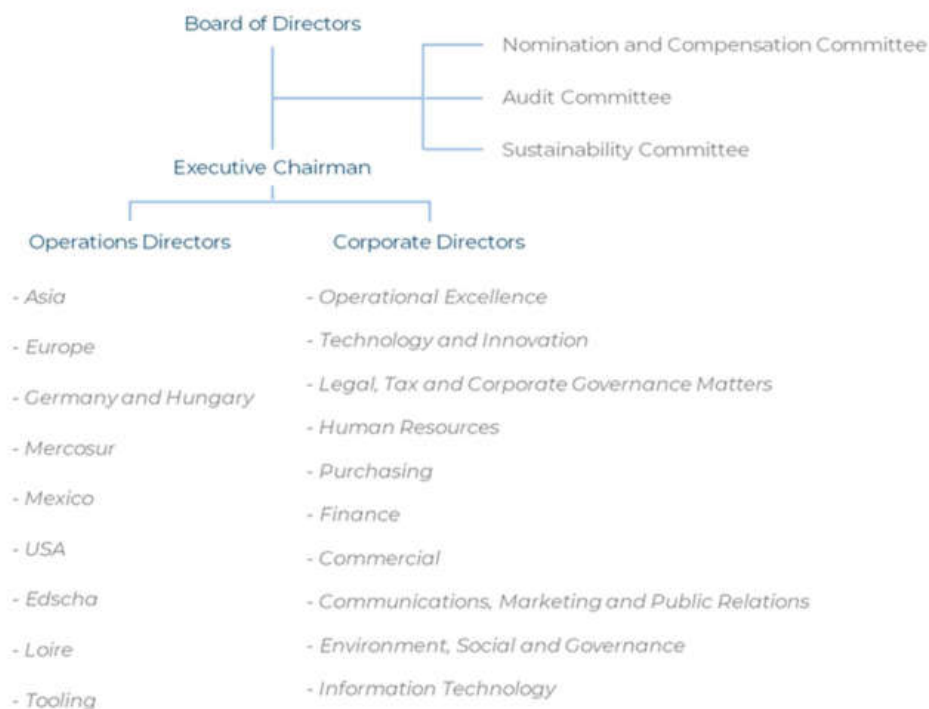 Board of Directors
Nomination and Compensation Committee
Audit Committee
Sustainability Committee
Executive Chairman
Operations Directors
- Asia
- Europe
- Germany and Hungary
- Mercosur
- Mexico
- USA
- Edscha
- Loire
- Tooling
Corporate Directors
- Operational Excellence
- Technology and Innovation
- Legal, Tax and Corporate Governance Matters
- Human Resources
- Purchasing
- Finance
- Commercial
- Communications, Marketing and Public Relations
- Environment, Social and Governance
- Information Technology